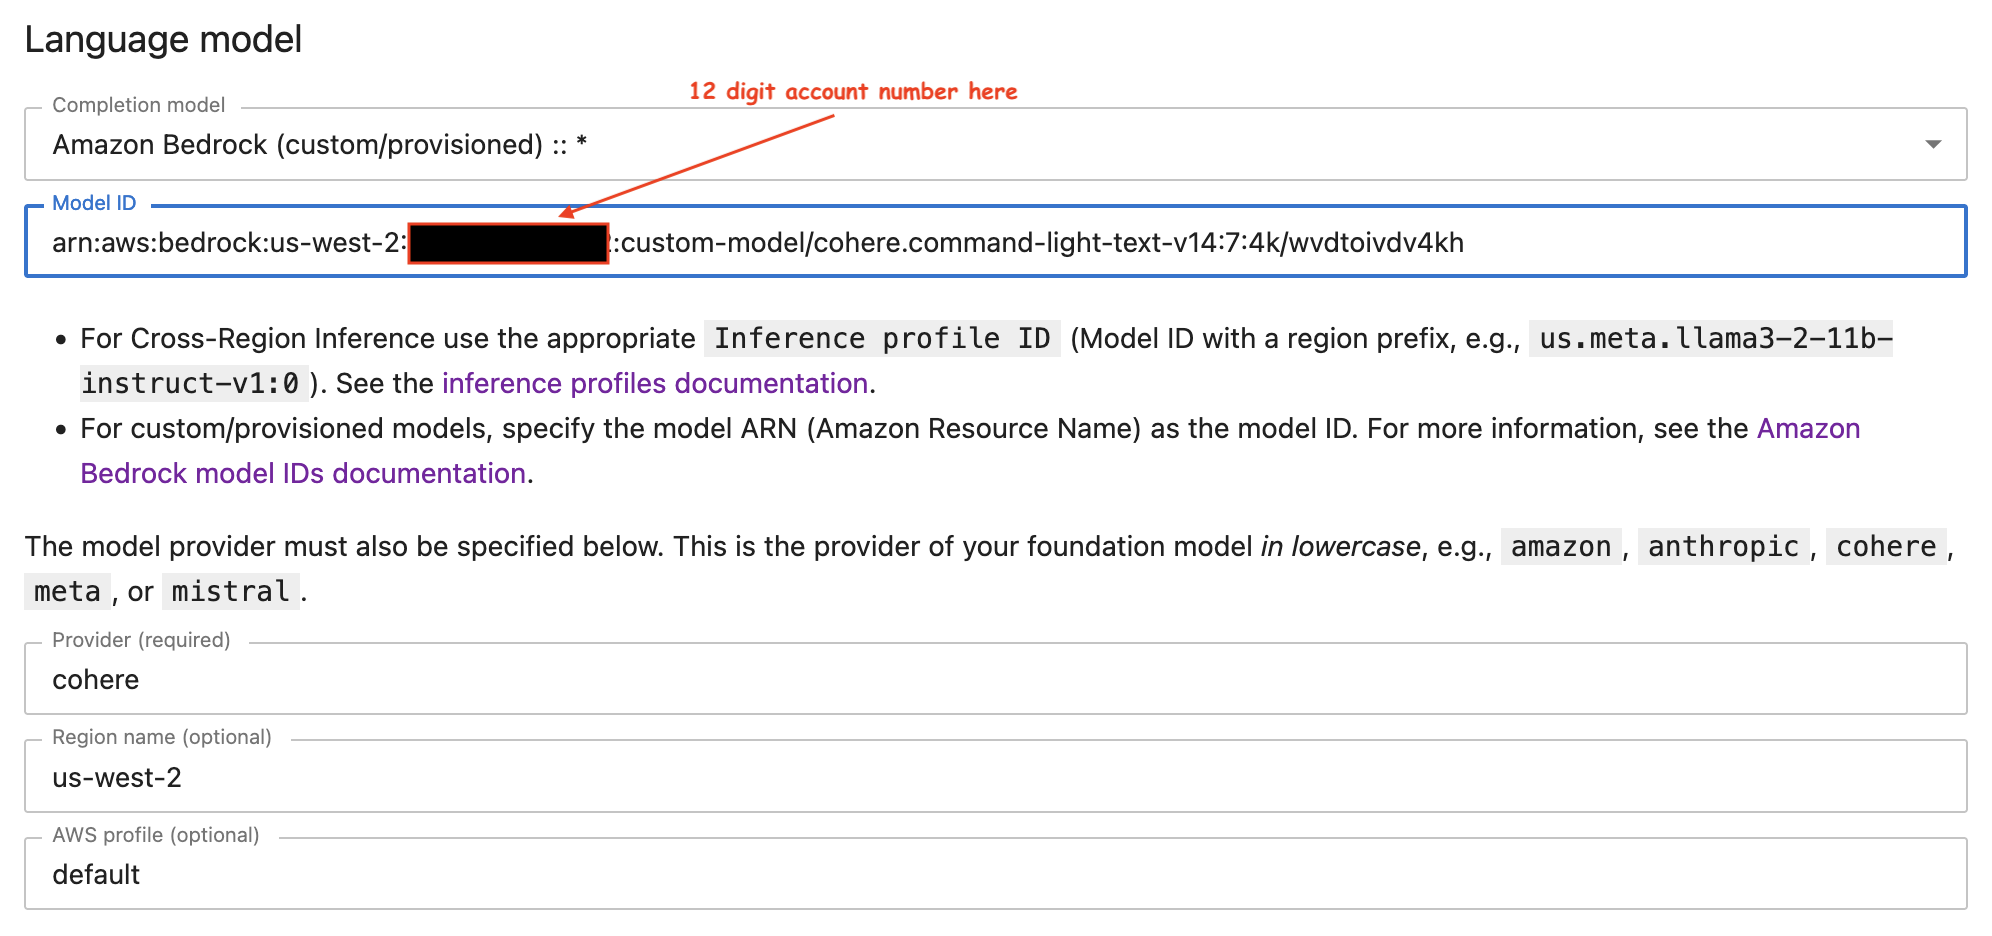 Language model
12 digit account number here
Completion model
Amazon Bedrock (custom/provisioned) :: *
Model ID
arn:aws:bedrock:us-west-2: :custom-model/cohere.command-light-text-v14:7:4k/wvdtoivdv4kh
• For Cross-Region Inference use the appropriate Inference profile ID (Model ID with a region prefix, e.g., us.meta.llama3-2-11b-
instruct-v1:0 ). See the inference profiles documentation.
• For custom/provisioned models, specify the model ARN (Amazon Resource Name) as the model ID. For more information, see the Amazon
Bedrock model IDs documentation.
The model provider must also be specified below. This is the provider of your foundation model in lowercase, e.g., amazon , anthropic , cohere ,
meta , or mistral .
Provider (required)
cohere
Region name (optional)
us-west-2
AWS profile (optional)
default